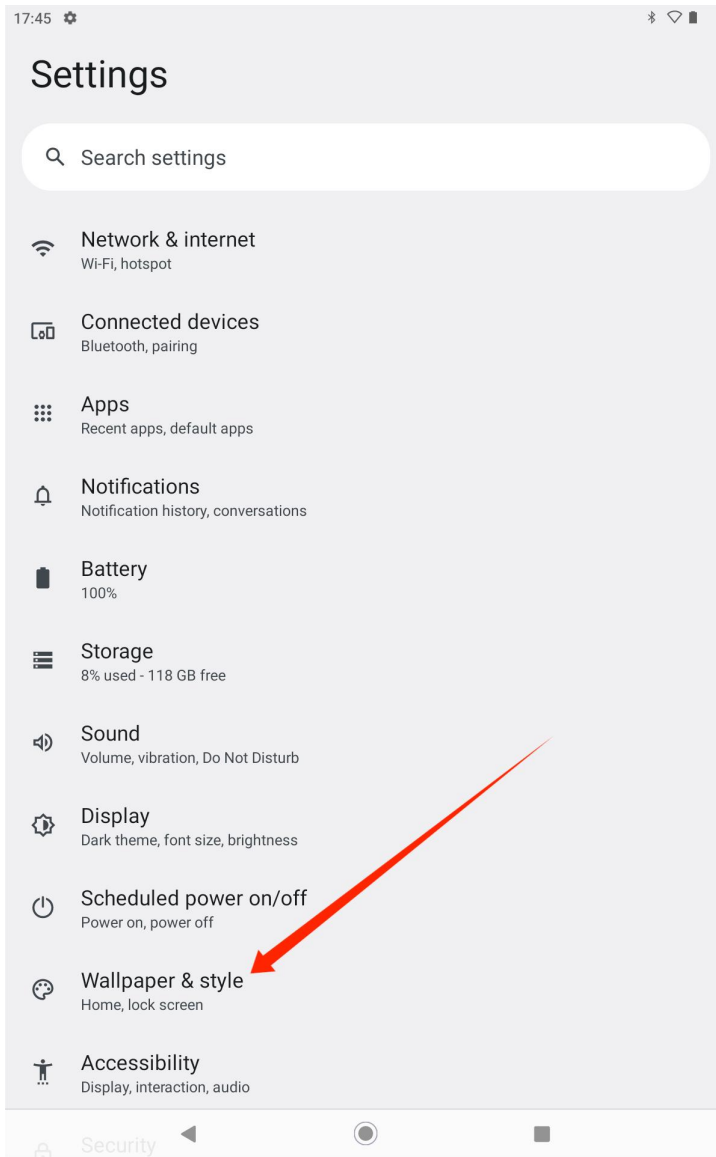 17:45
Settings
Search settings
Network & internet
Wi-Fi, hotspot
Connected devices
Bluetooth, pairing
Apps
Recent apps, default apps
Notifications
Notification history, conversations
Battery
100%
Storage
8% used - 118 GB free
Sound
Volume, vibration, Do Not Disturb
Display
Dark theme, font size, brightness
Scheduled power on/off
Power on, power off
Wallpaper & style
Home, lock screen
Accessibility
Display, interaction, audio
Security